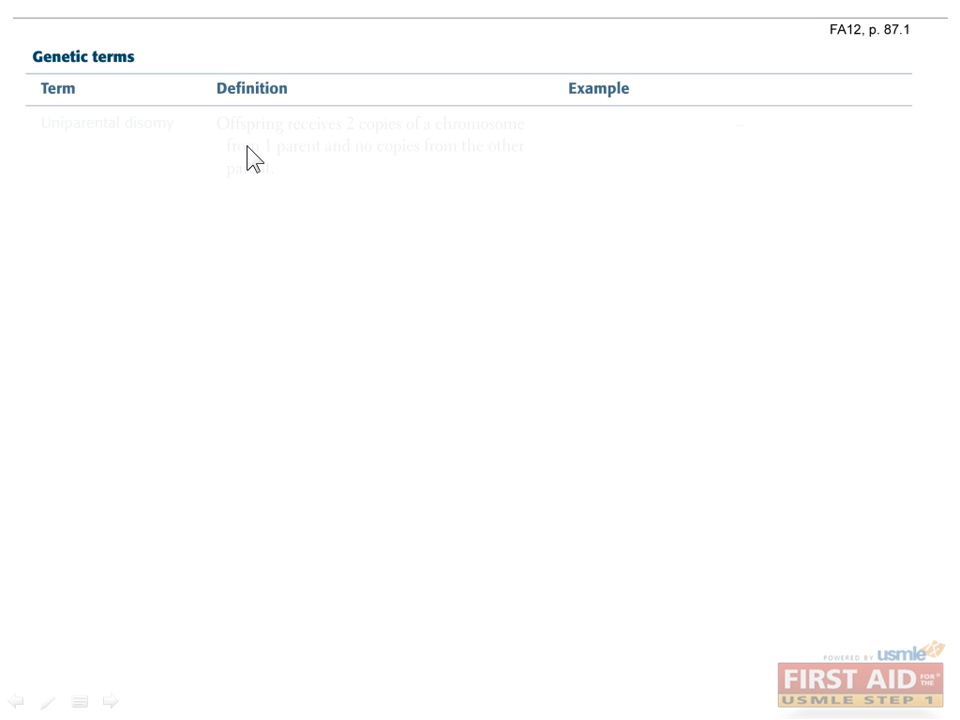 FA12, p. 87.1
Genetic terms
Term Definition Example
Uniparental disomy Offspring receives 2 copies of a chromosome –
from 1 parent and no copies from the other
parent.
POWERED BY usmle
FIRST AID FOR THE
USMLE STEP 1